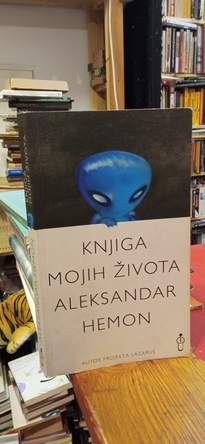 KNJIGA
MOJIH ŽIVOTA
ALEKSANDAR
HEMON
AUTOR PROJEKTA LAZARUS